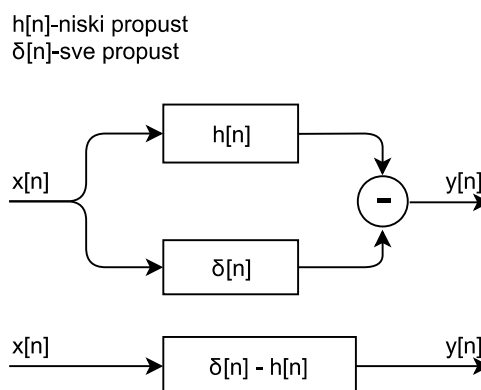 h[n]-niski propust
δ[n]-sve propust
h[n]
x[n]
y[n]
-
δ[n]
x[n]
y[n]
δ[n] - h[n]